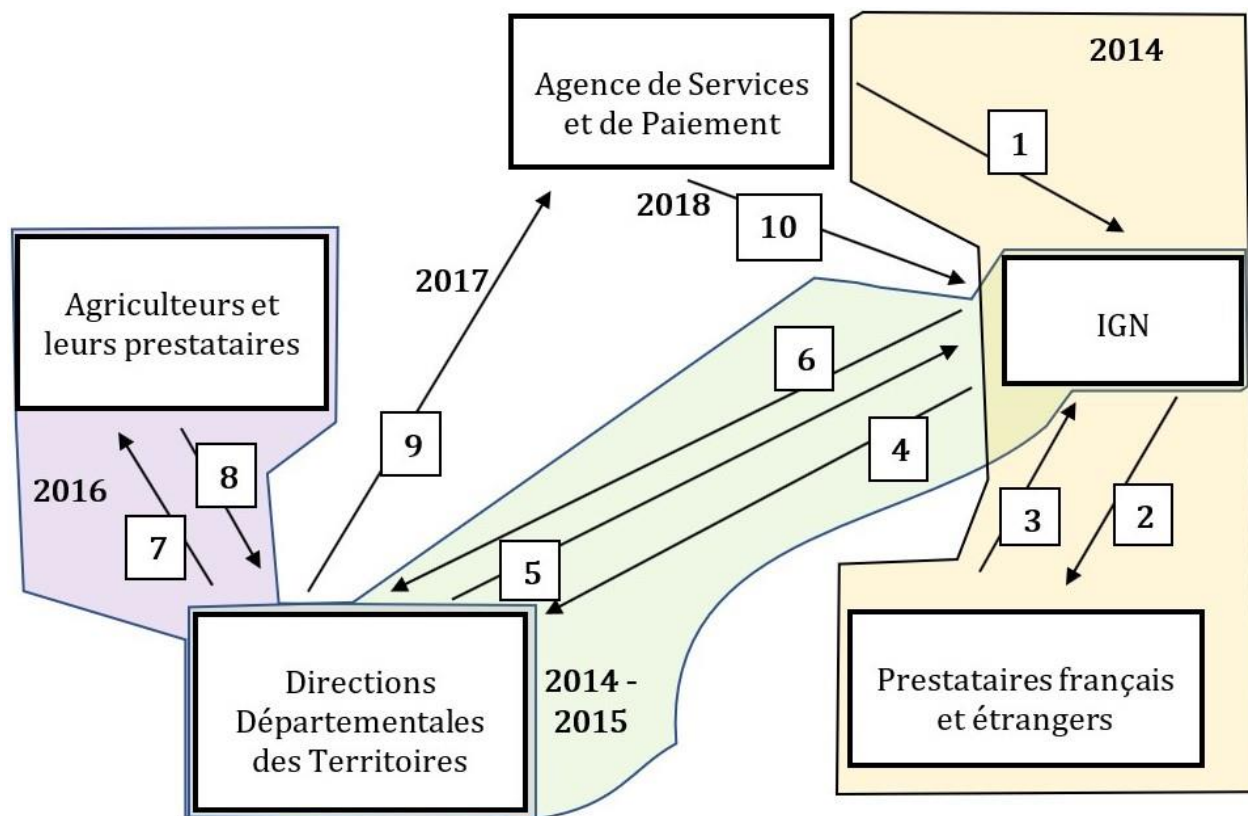 2014
Agence de Services
et de Paiement
1
2018
10
2017
Agriculteurs et
leurs prestataires
IGN
6
9
4
8
2016
7
3
2
5
Directions
Départementales
des Territoires
2014 -
2015
Prestataires français
et étrangers